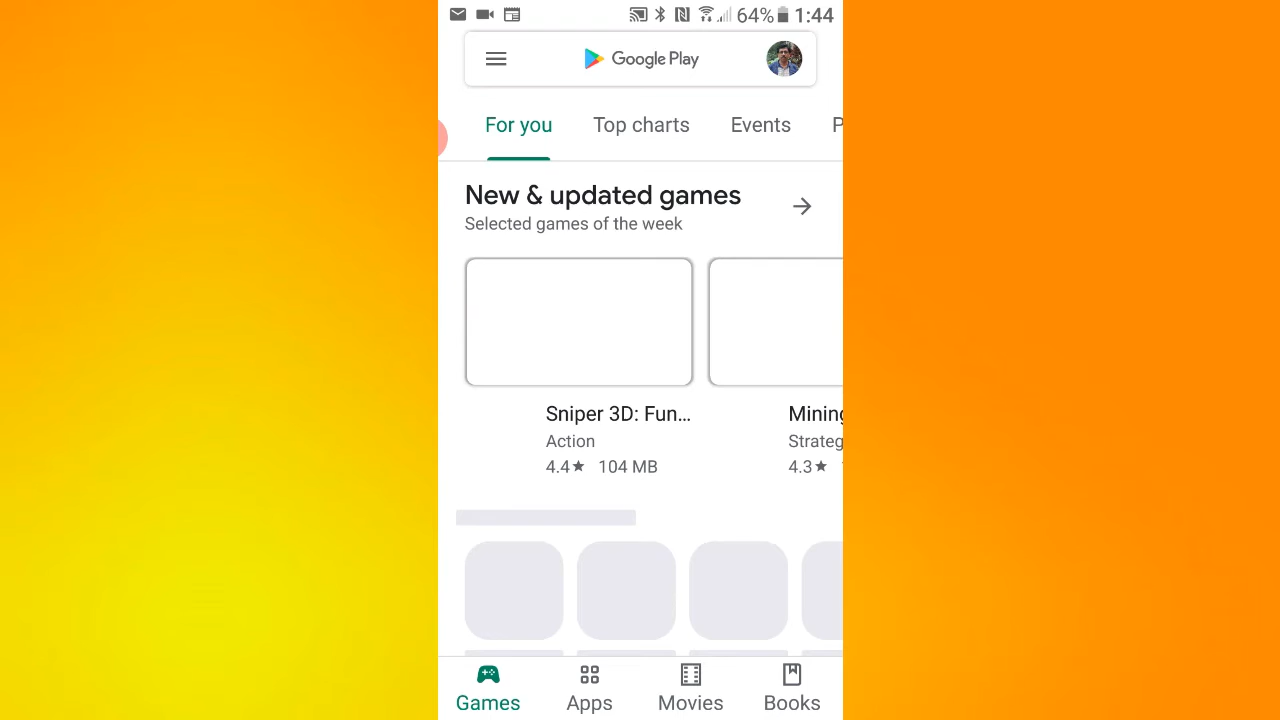 64% 1:44
Google Play
For you Top charts Events P
New & updated games
Selected games of the week
Sniper 3D: Fun... Mining
Action Strateg
4.4★ 104 MB 4.3★
Games Apps Movies Books